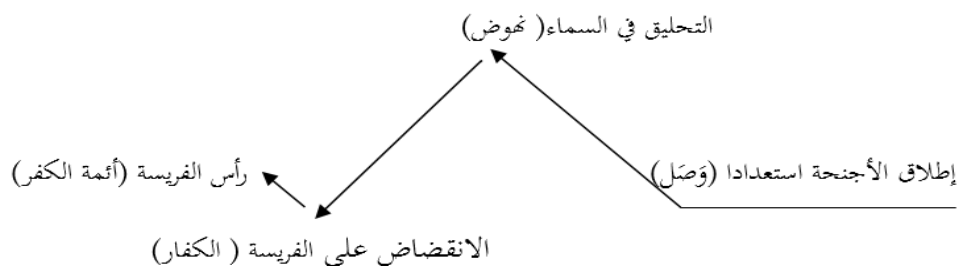 التحليق في السماء( نهوض)
إطلاق الأجنحة استعدادا (وَصَل)
رأس الفريسة (أئمة الكفر)
الانقضاض على الفريسة ( الكفار)